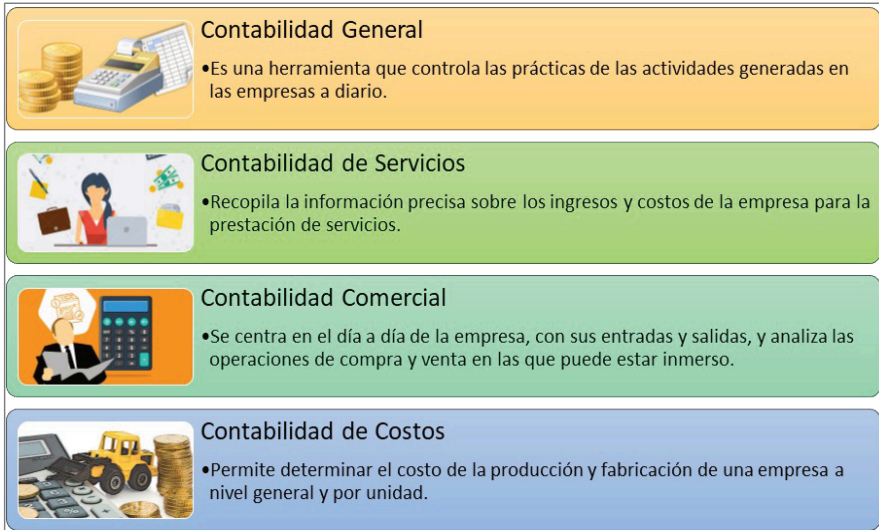 Contabilidad General
•Es una herramienta que controla las prácticas de las actividades generadas en
las empresas a diario.
Contabilidad de Servicios
•Recopila la información precisa sobre los ingresos y costos de la empresa para la
prestación de servicios.
Contabilidad Comercial
•Se centra en el día a día de la empresa, con sus entradas y salidas, y analiza las
operaciones de compra y venta en las que puede estar inmerso.
Contabilidad de Costos
•Permite determinar el costo de la producción y fabricación de una empresa a
nivel general y por unidad.